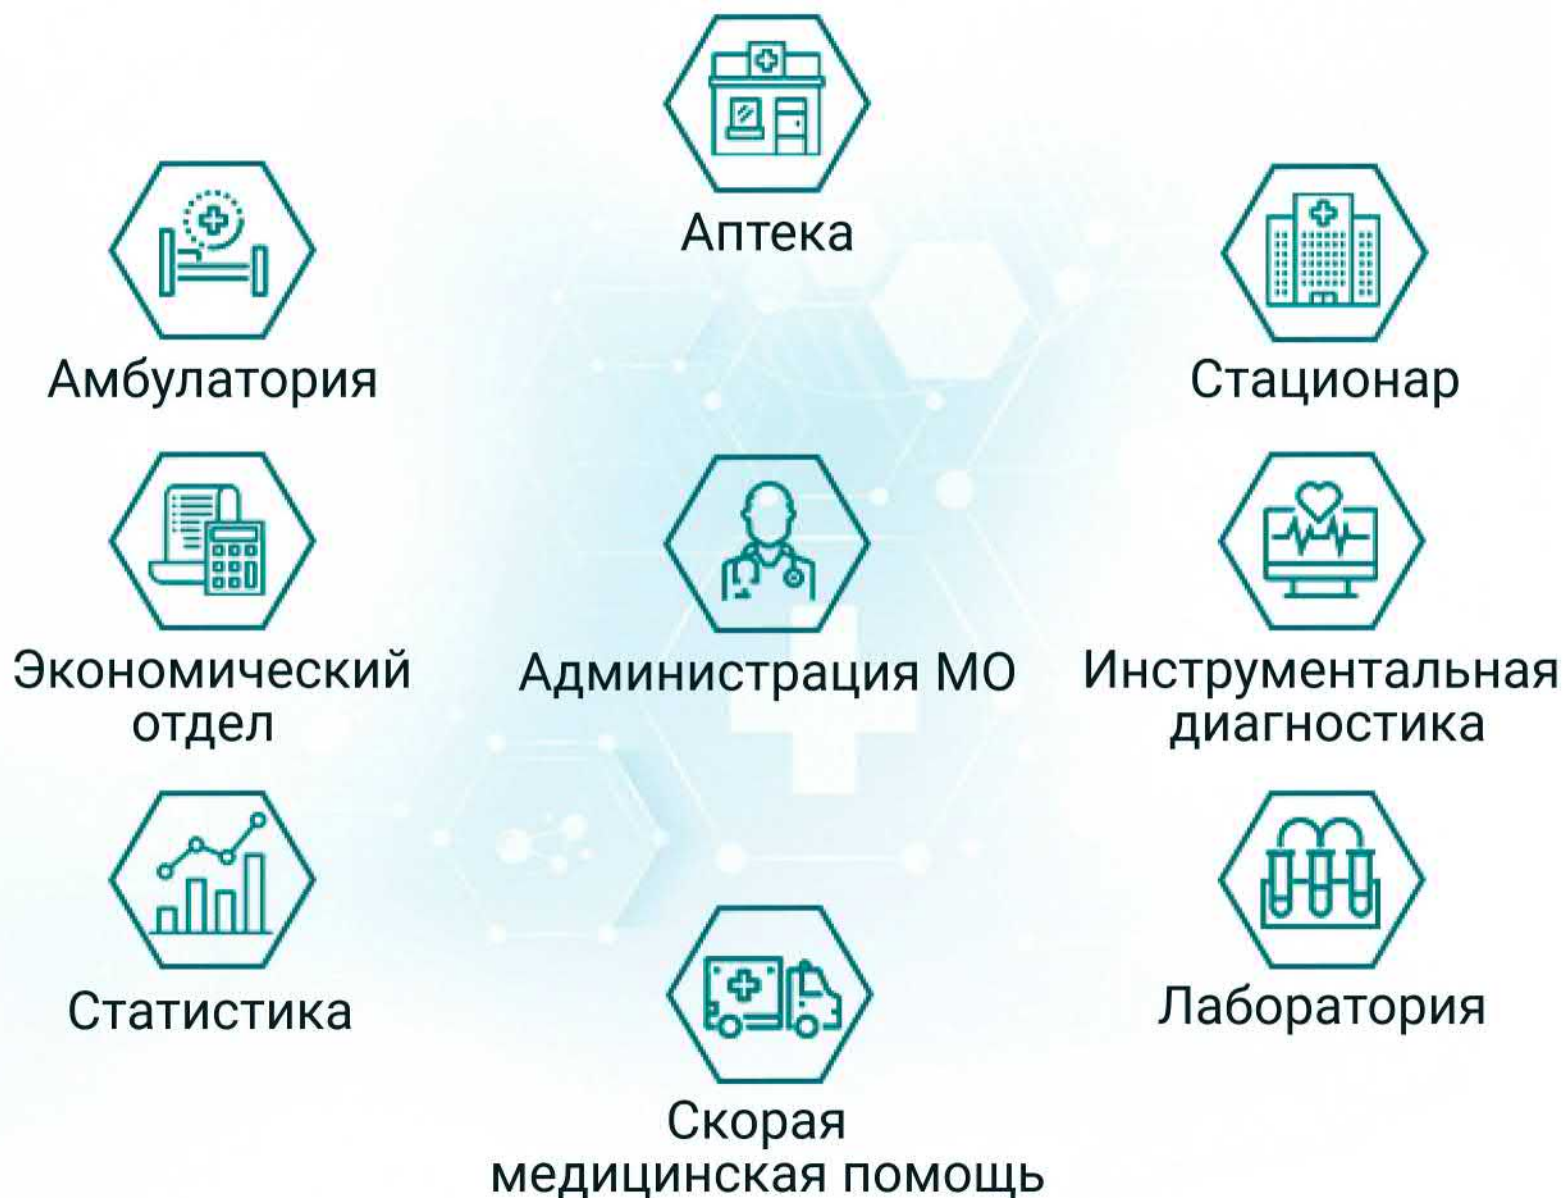 Аптека
Амбулатория
Стационар
Экономический
отдел
Администрация МО
Инструментальная
диагностика
Статистика
Лаборатория
Скорая
медицинская помощь